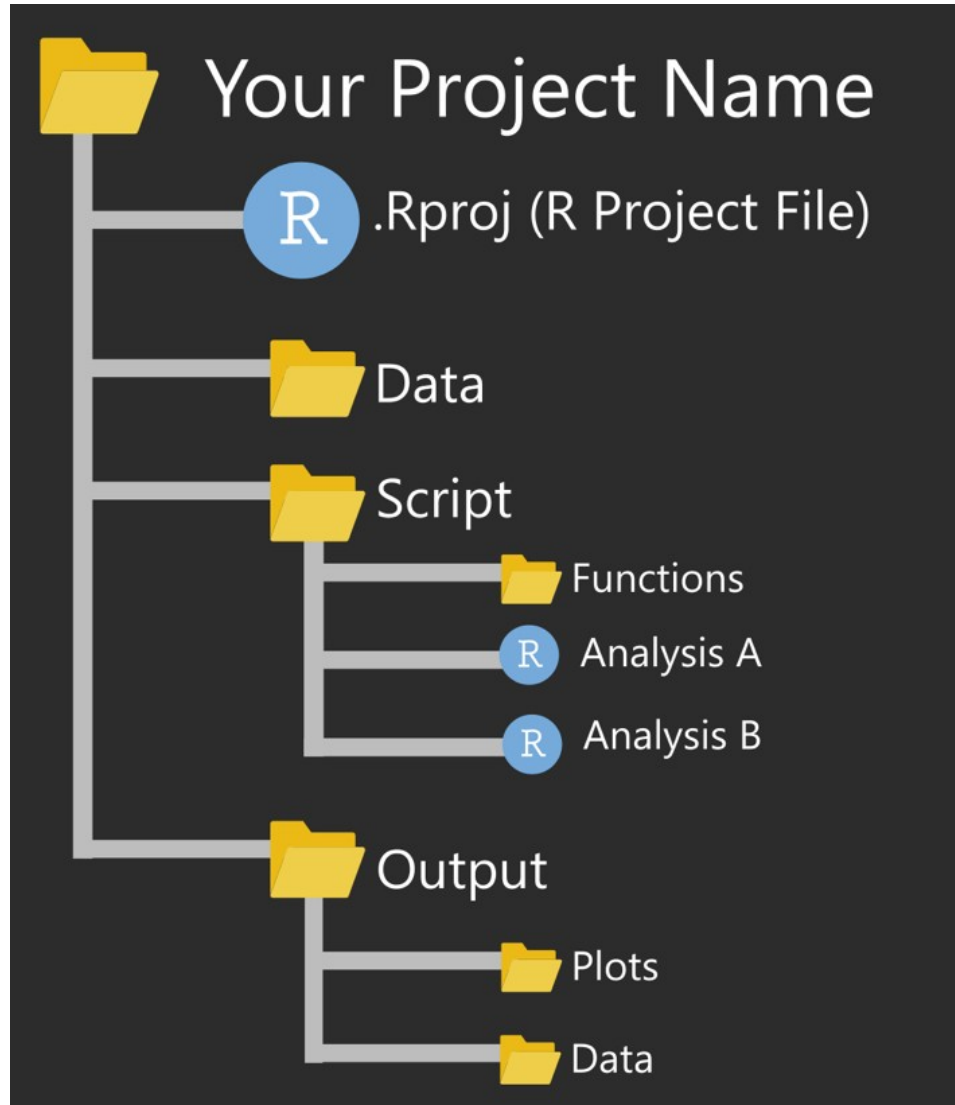 Your Project Name
R .Rproj (R Project File)
Data
Script
Functions
R Analysis A
R Analysis B
Output
Plots
Data